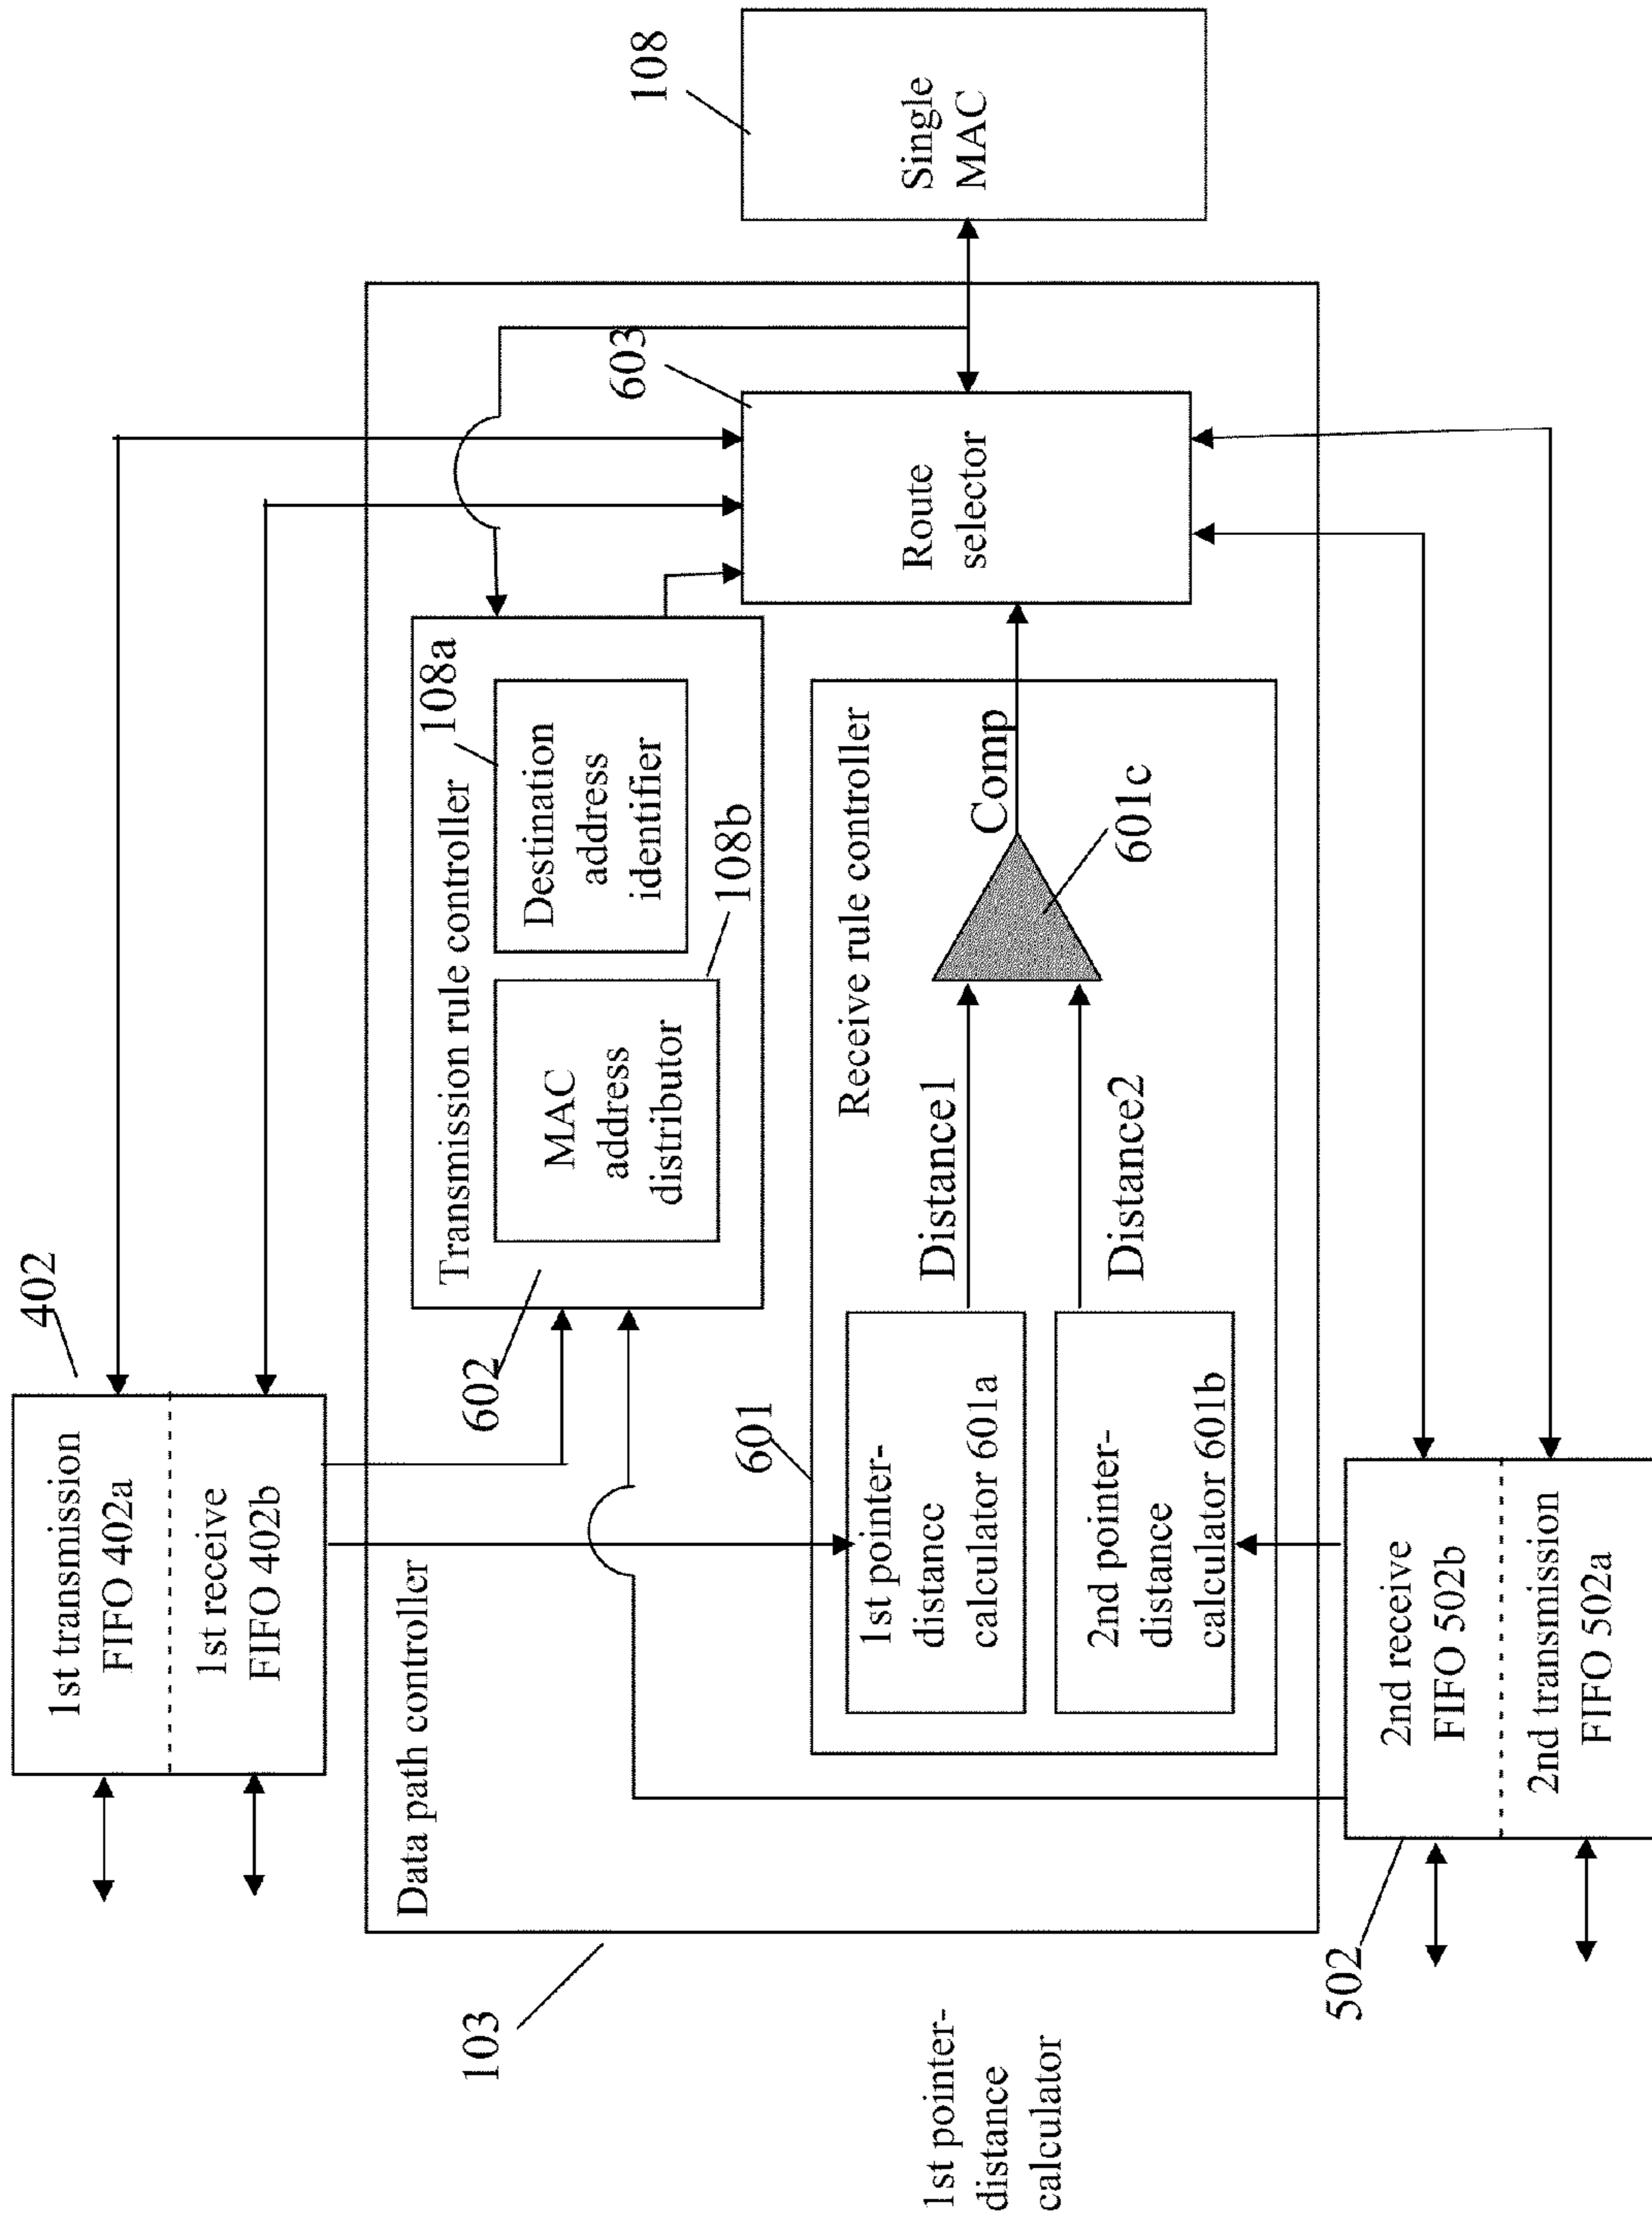 402
1st transmission
FIFO 402a
1st receive
FIFO 402b
103
Data path controller
602
Transmission rule controller
MAC
address
distributor
108b
Destination
address
identifier
108a
603
Route
selector
108
Single
MAC
601
Receive rule controller
1st pointer-
distance
calculator 601a
2nd pointer-
distance
calculator 601b
Distance1
Distance2
Comp
601c
502
2nd receive
FIFO 502b
2nd transmission
FIFO 502a
1st pointer-
distance
calculator